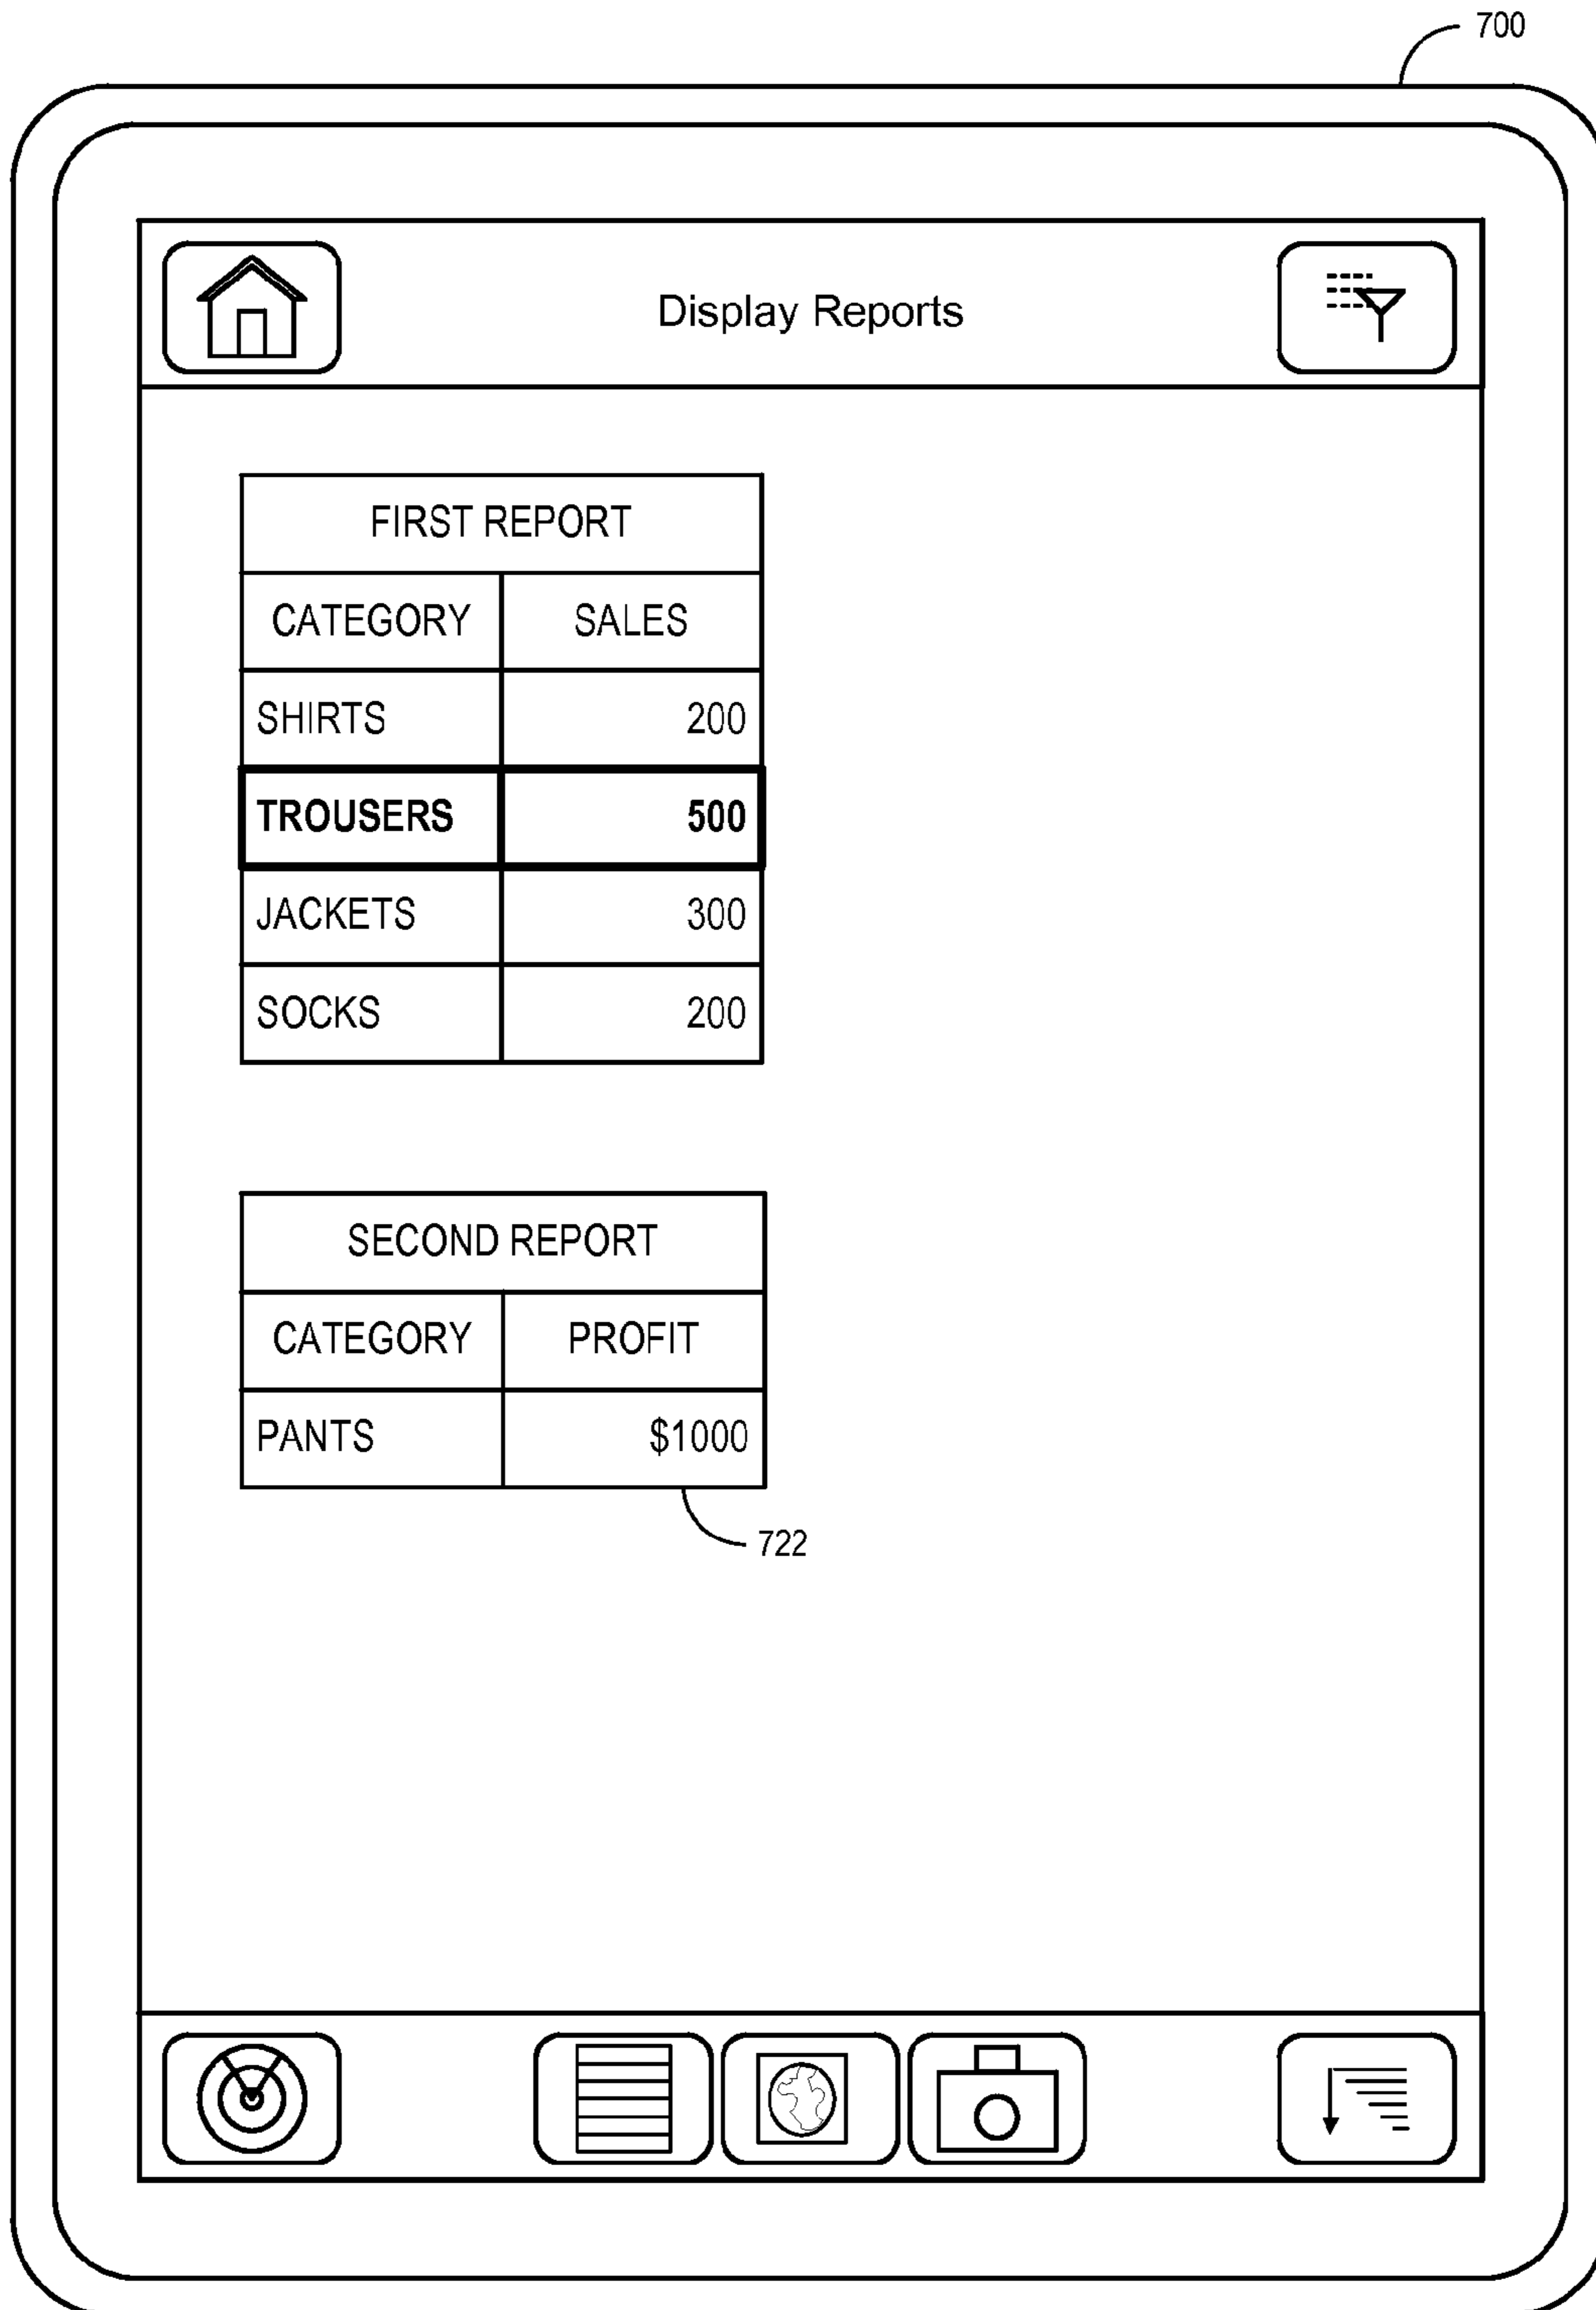 700
Display Reports
FIRST REPORT
CATEGORY SALES
SHIRTS 200
TROUSERS 500
JACKETS 300
SOCKS 200
SECOND REPORT
CATEGORY PROFIT
PANTS $1000
722